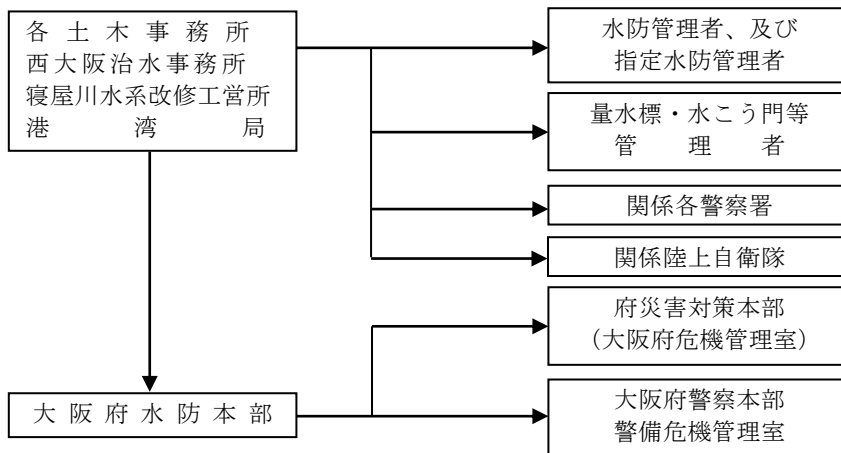 各土木事務所
西大阪治水事務所
寝屋川水系改修工営所
港湾局
水防管理者、及び
指定水防管理者
量水標・水こう門等
管理者
関係各警察署
関係陸上自衛隊
府災害対策本部
（大阪府危機管理室）
大阪府水防本部
大阪府警察本部
警備危機管理室